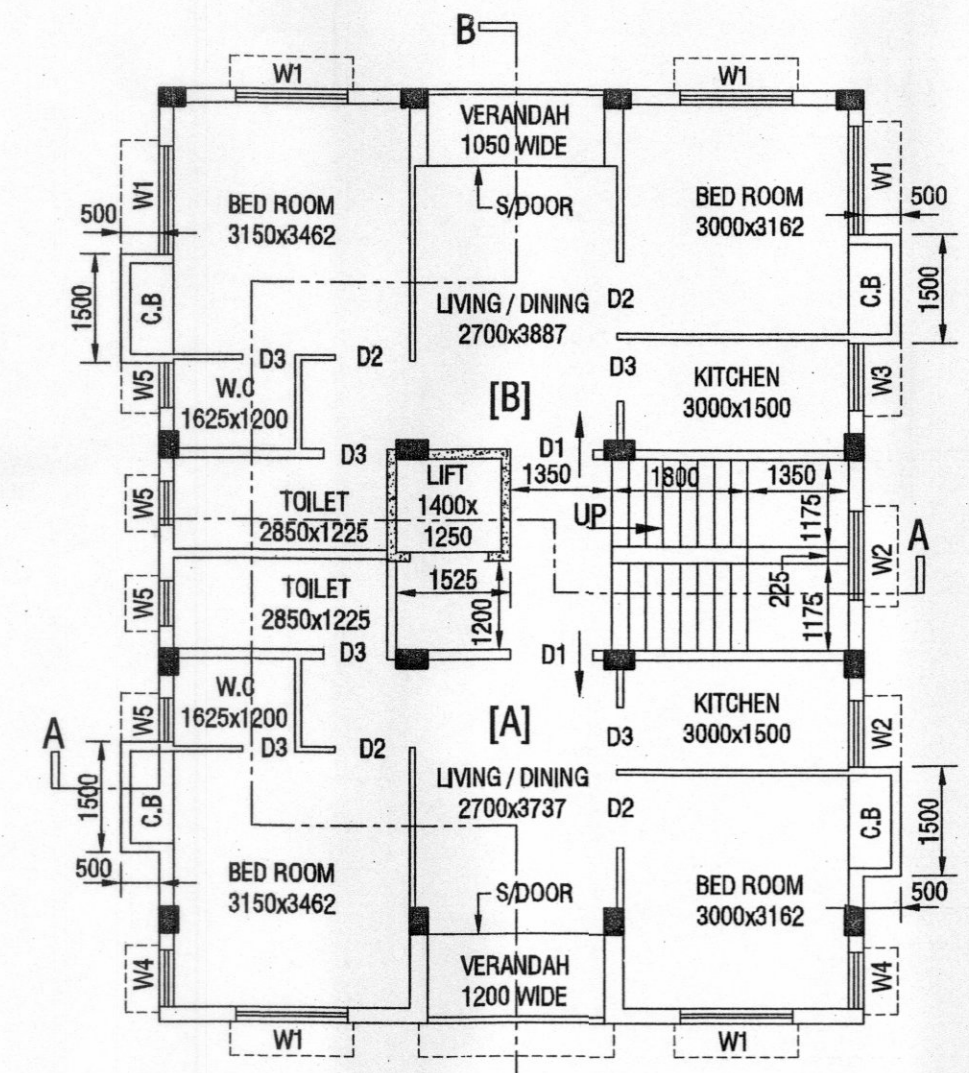 B
W1
W1
VERANDAH
1050 WIDE
W1
W1
500
BED ROOM
3150x3462
S/DOOR
BED ROOM
3000x3162
500
1500
C.B
LIVING / DINING
2700x3887
D2
C.B
1500
D3
D2
D3
W5
W.C
1625x1200
[B]
KITCHEN
3000x1500
W3
D3
D1
LIFT
1400x
1250
1350
1800
1350
W5
TOILET
2850x1225
UP
1175
A
W2
W5
TOILET
2850x1225
1525
1200
225
1175
D3
D1
W5
W.C
1625x1200
[A]
KITCHEN
3000x1500
W2
A
D3
D2
D3
1500
C.B
LIVING / DINING
2700x3737
D2
C.B
1500
500
BED ROOM
3150x3462
S/DOOR
BED ROOM
3000x3162
500
W4
VERANDAH
1200 WIDE
W4
W1
W1